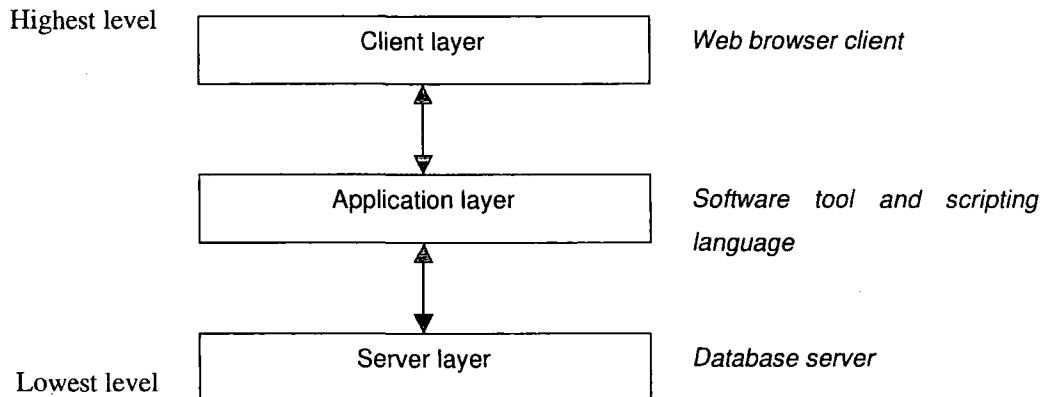 Highest level
Client layer
Web browser client
Application layer
Software tool and scripting
language
Server layer
Database server
Lowest level